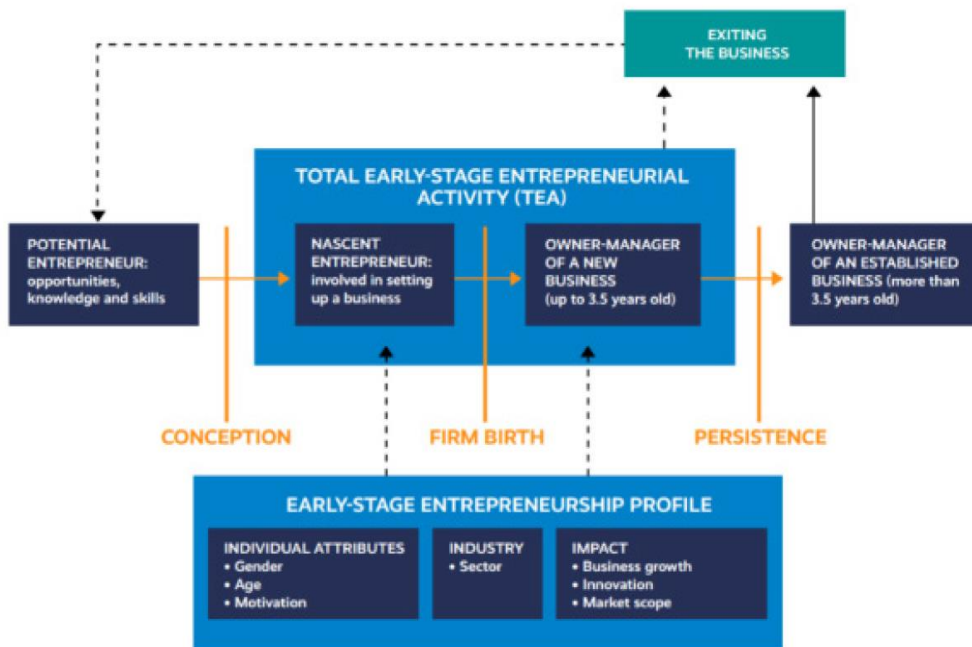 EXITING
THE BUSINESS
TOTAL EARLY-STAGE ENTREPRENEURIAL
ACTIVITY (TEA)
POTENTIAL
ENTREPRENEUR:
opportunities,
knowledge and skills
NASCENT
ENTREPRENEUR:
involved in setting
up a business
OWNER-MANAGER
OF A NEW
BUSINESS
(up to 3.5 years old)
OWNER-MANAGER
OF AN ESTABLISHED
BUSINESS (more than
3.5 years old)
CONCEPTION
FIRM BIRTH
PERSISTENCE
EARLY-STAGE ENTREPRENEURSHIP PROFILE
INDIVIDUAL ATTRIBUTES
• Gender
• Age
• Motivation
INDUSTRY
• Sector
IMPACT
• Business growth
• Innovation
• Market scope